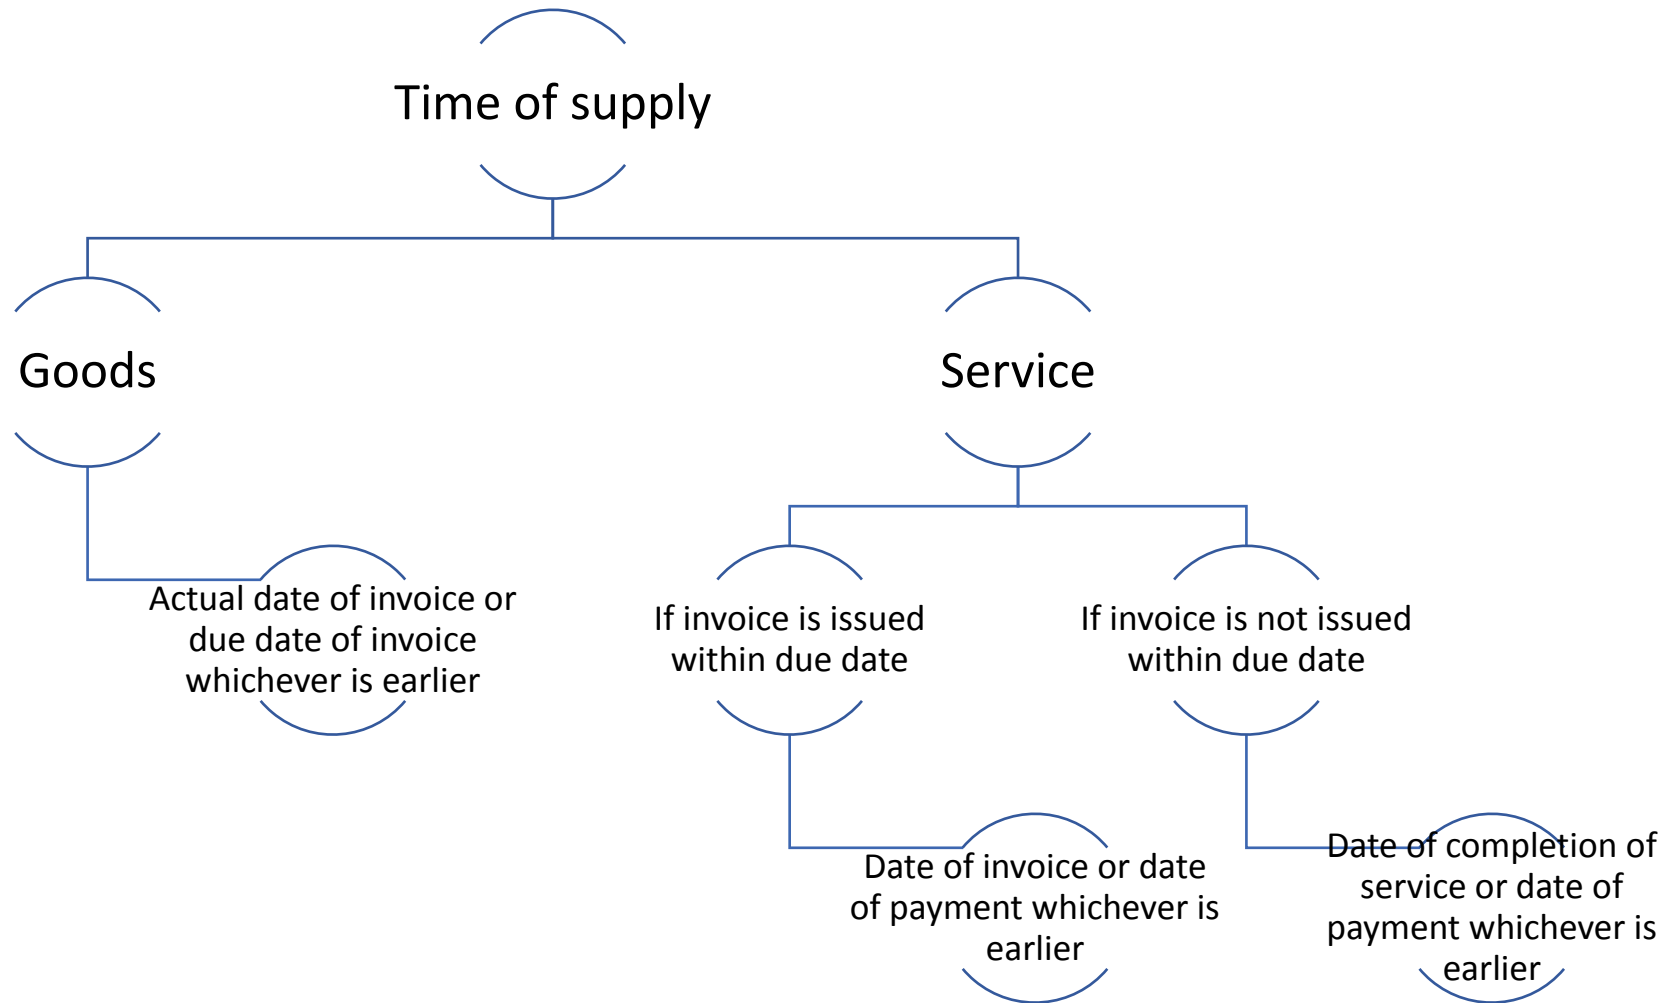 Time of supply
Goods
Service
Actual date of invoice or
due date of invoice
whichever is earlier
If invoice is issued
within due date
If invoice is not issued
within due date
Date of invoice or date
of payment whichever is
earlier
Date of completion of
service or date of
payment whichever is
earlier